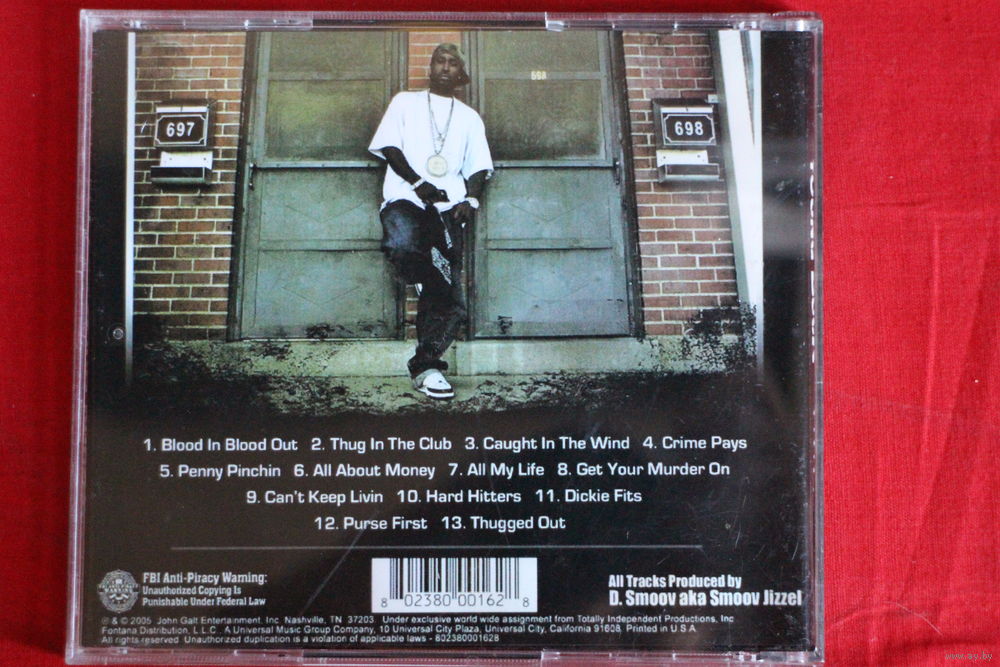 598
697
698
1. Blood In Blood Out 2. Thug In The Club 3. Caught In The Wind 4. Crime Pays
5. Penny Pinchin 6. All About Money 7. All My Life 8. Get Your Murder On
9. Can't Keep Livin 10. Hard Hitters 11. Dickie Fits
12. Purse First 13. Thugged Out
FBI Anti-Piracy Warning:
Unauthorized Copying Is
Punishable Under Federal Law
8 02380 00162 8
All Tracks Produced by
D. Smoov aka Smoov Jizzel
℗ & © 2005 John Galt Entertainment, Inc. Nashville, TN 37203. Under exclusive world wide assignment from Totally Independent Productions, Inc
Fontana Distribution, L.L.C., A Universal Music Group Company, 10 Universal City Plaza, Universal City, California 91608. Printed in U.S.A.
All rights reserved. Unauthorized duplication is a violation of applicable laws - 802380001628
www.ay.by